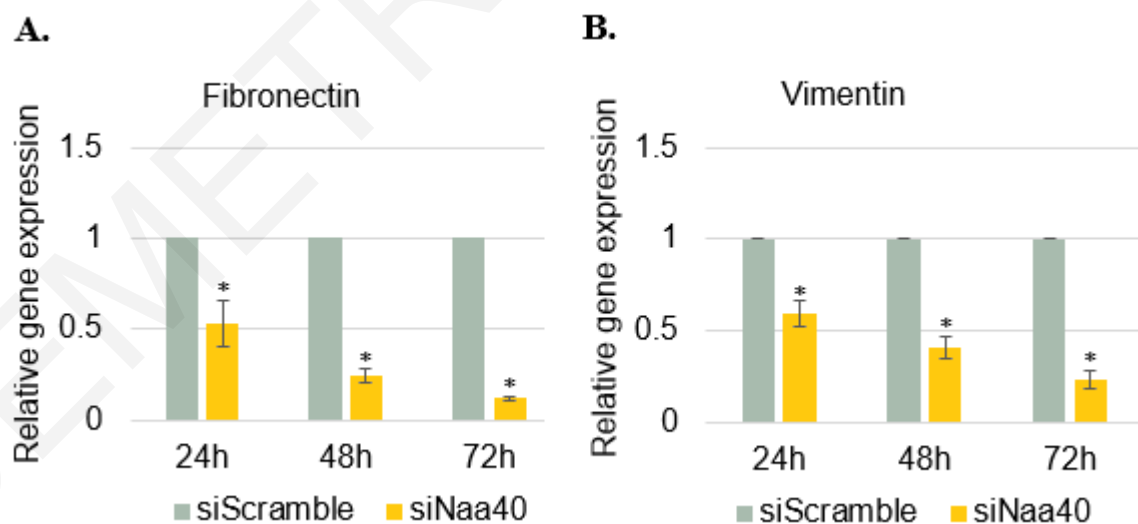 A.
Fibronectin
Relative gene expression
1.5
1
0.5
0
*
*
*
24h 48h 72h
siScramble siNaa40
B.
Vimentin
Relative gene expression
1.5
1
0.5
0
*
*
*
24h 48h 72h
siScramble siNaa40